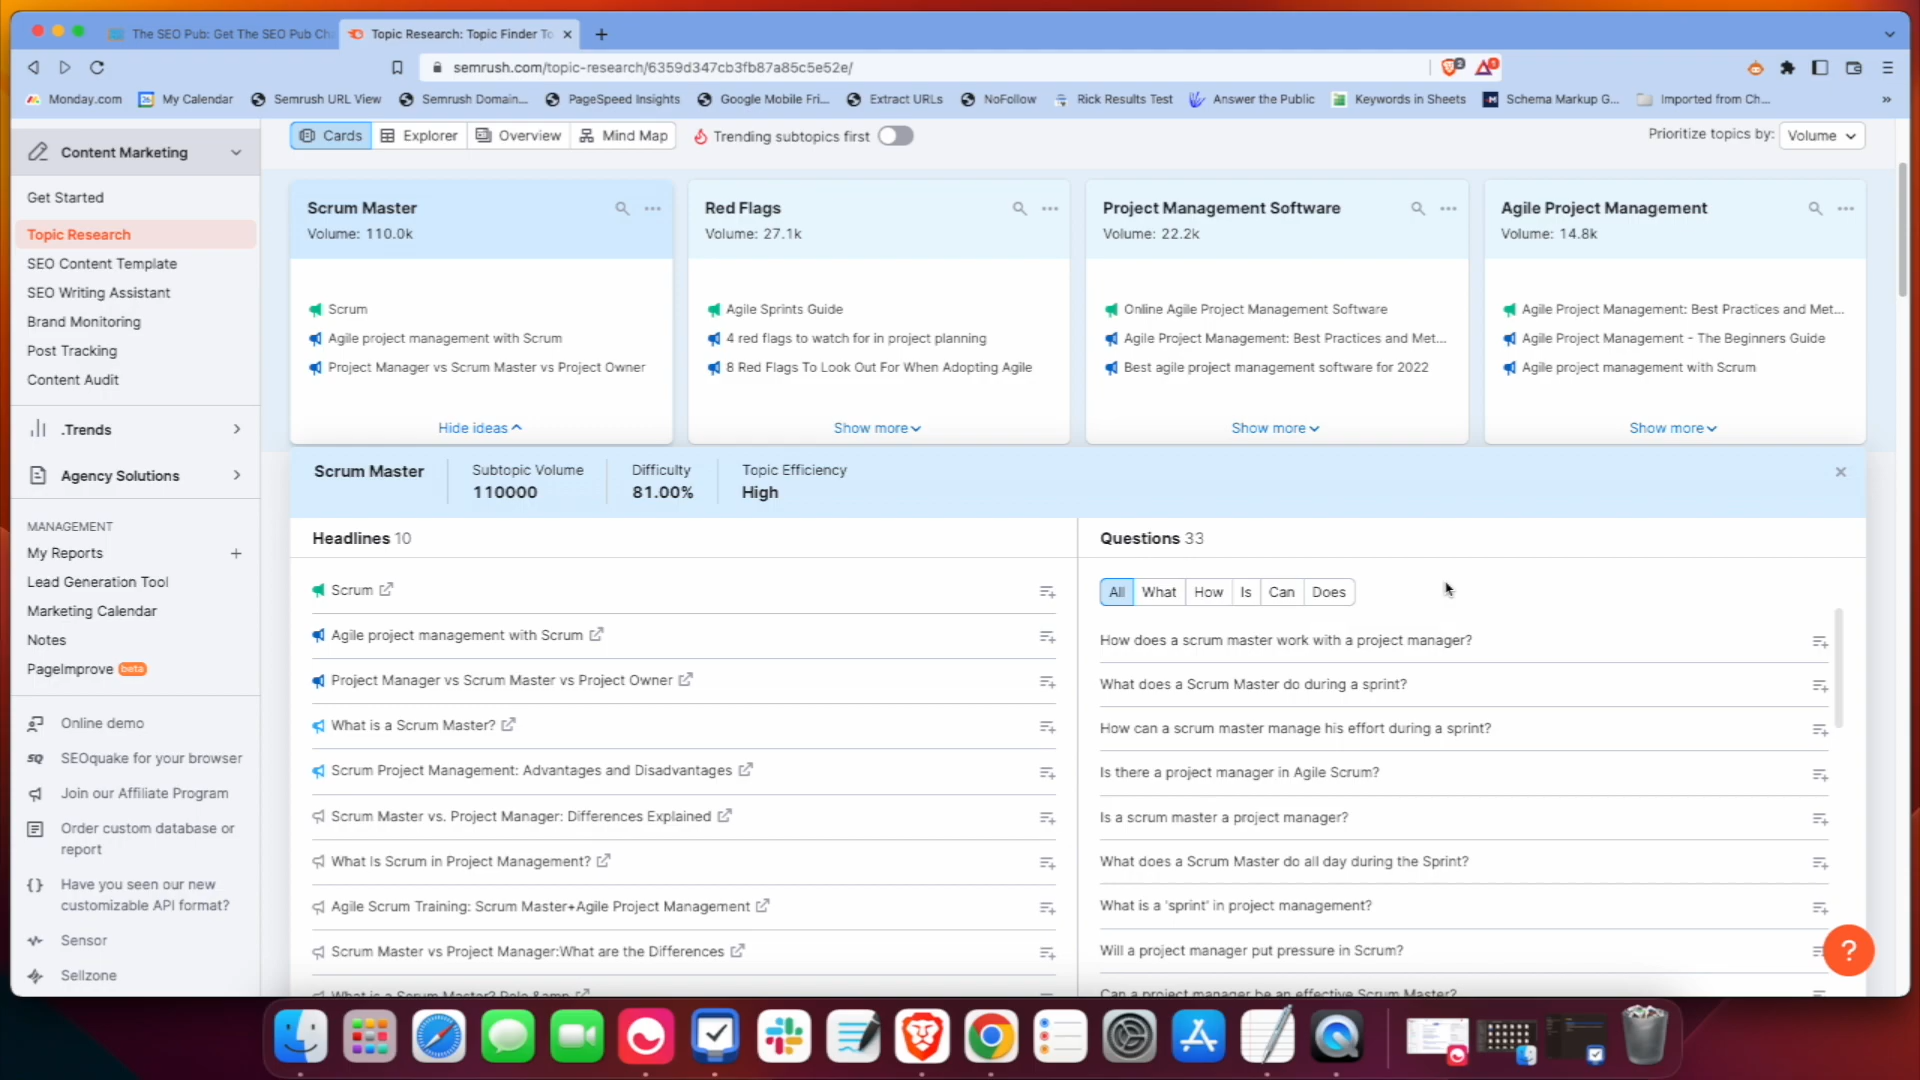 The SEO Pub: Get The SEO Pub Ch
Topic Research: Topic Finder To
semrush.com/topic-research/6359d347cb3fb87a85c5e52e/
Monday.com
My Calendar
Semrush URL View
Semrush Domain...
PageSpeed Insights
Google Mobile Fri...
Extract URLs
NoFollow
Rick Results Test
Answer the Public
Keywords in Sheets
Schema Markup G...
Imported from Ch...
»
Content Marketing
Get Started
Topic Research
SEO Content Template
SEO Writing Assistant
Brand Monitoring
Post Tracking
Content Audit
.Trends
Agency Solutions
MANAGEMENT
My Reports
Lead Generation Tool
Marketing Calendar
Notes
PageImprove beta
Online demo
SEOquake for your browser
Join our Affiliate Program
Order custom database or
report
Have you seen our new
customizable API format?
Sensor
Sellzone
Cards
Explorer
Overview
Mind Map
Trending subtopics first
Prioritize topics by: Volume
Scrum Master
Volume: 110.0k
Scrum
Agile project management with Scrum
Project Manager vs Scrum Master vs Project Owner
Hide ideas
Red Flags
Volume: 27.1k
Agile Sprints Guide
4 red flags to watch for in project planning
8 Red Flags To Look Out For When Adopting Agile
Show more
Project Management Software
Volume: 22.2k
Online Agile Project Management Software
Agile Project Management: Best Practices and Met...
Best agile project management software for 2022
Show more
Agile Project Management
Volume: 14.8k
Agile Project Management: Best Practices and Met...
Agile Project Management - The Beginners Guide
Agile project management with Scrum
Show more
Scrum Master
Subtopic Volume
110000
Difficulty
81.00%
Topic Efficiency
High
Headlines 10
Scrum
Agile project management with Scrum
Project Manager vs Scrum Master vs Project Owner
What is a Scrum Master?
Scrum Project Management: Advantages and Disadvantages
Scrum Master vs. Project Manager: Differences Explained
What Is Scrum in Project Management?
Agile Scrum Training: Scrum Master+Agile Project Management
Scrum Master vs Project Manager:What are the Differences
What is a Scrum Master? Role &amp
Questions 33
All What How Is Can Does
How does a scrum master work with a project manager?
What does a Scrum Master do during a sprint?
How can a scrum master manage his effort during a sprint?
Is there a project manager in Agile Scrum?
Is a scrum master a project manager?
What does a Scrum Master do all day during the Sprint?
What is a 'sprint' in project management?
Will a project manager put pressure in Scrum?
Can a project manager be an effective Scrum Master?
?